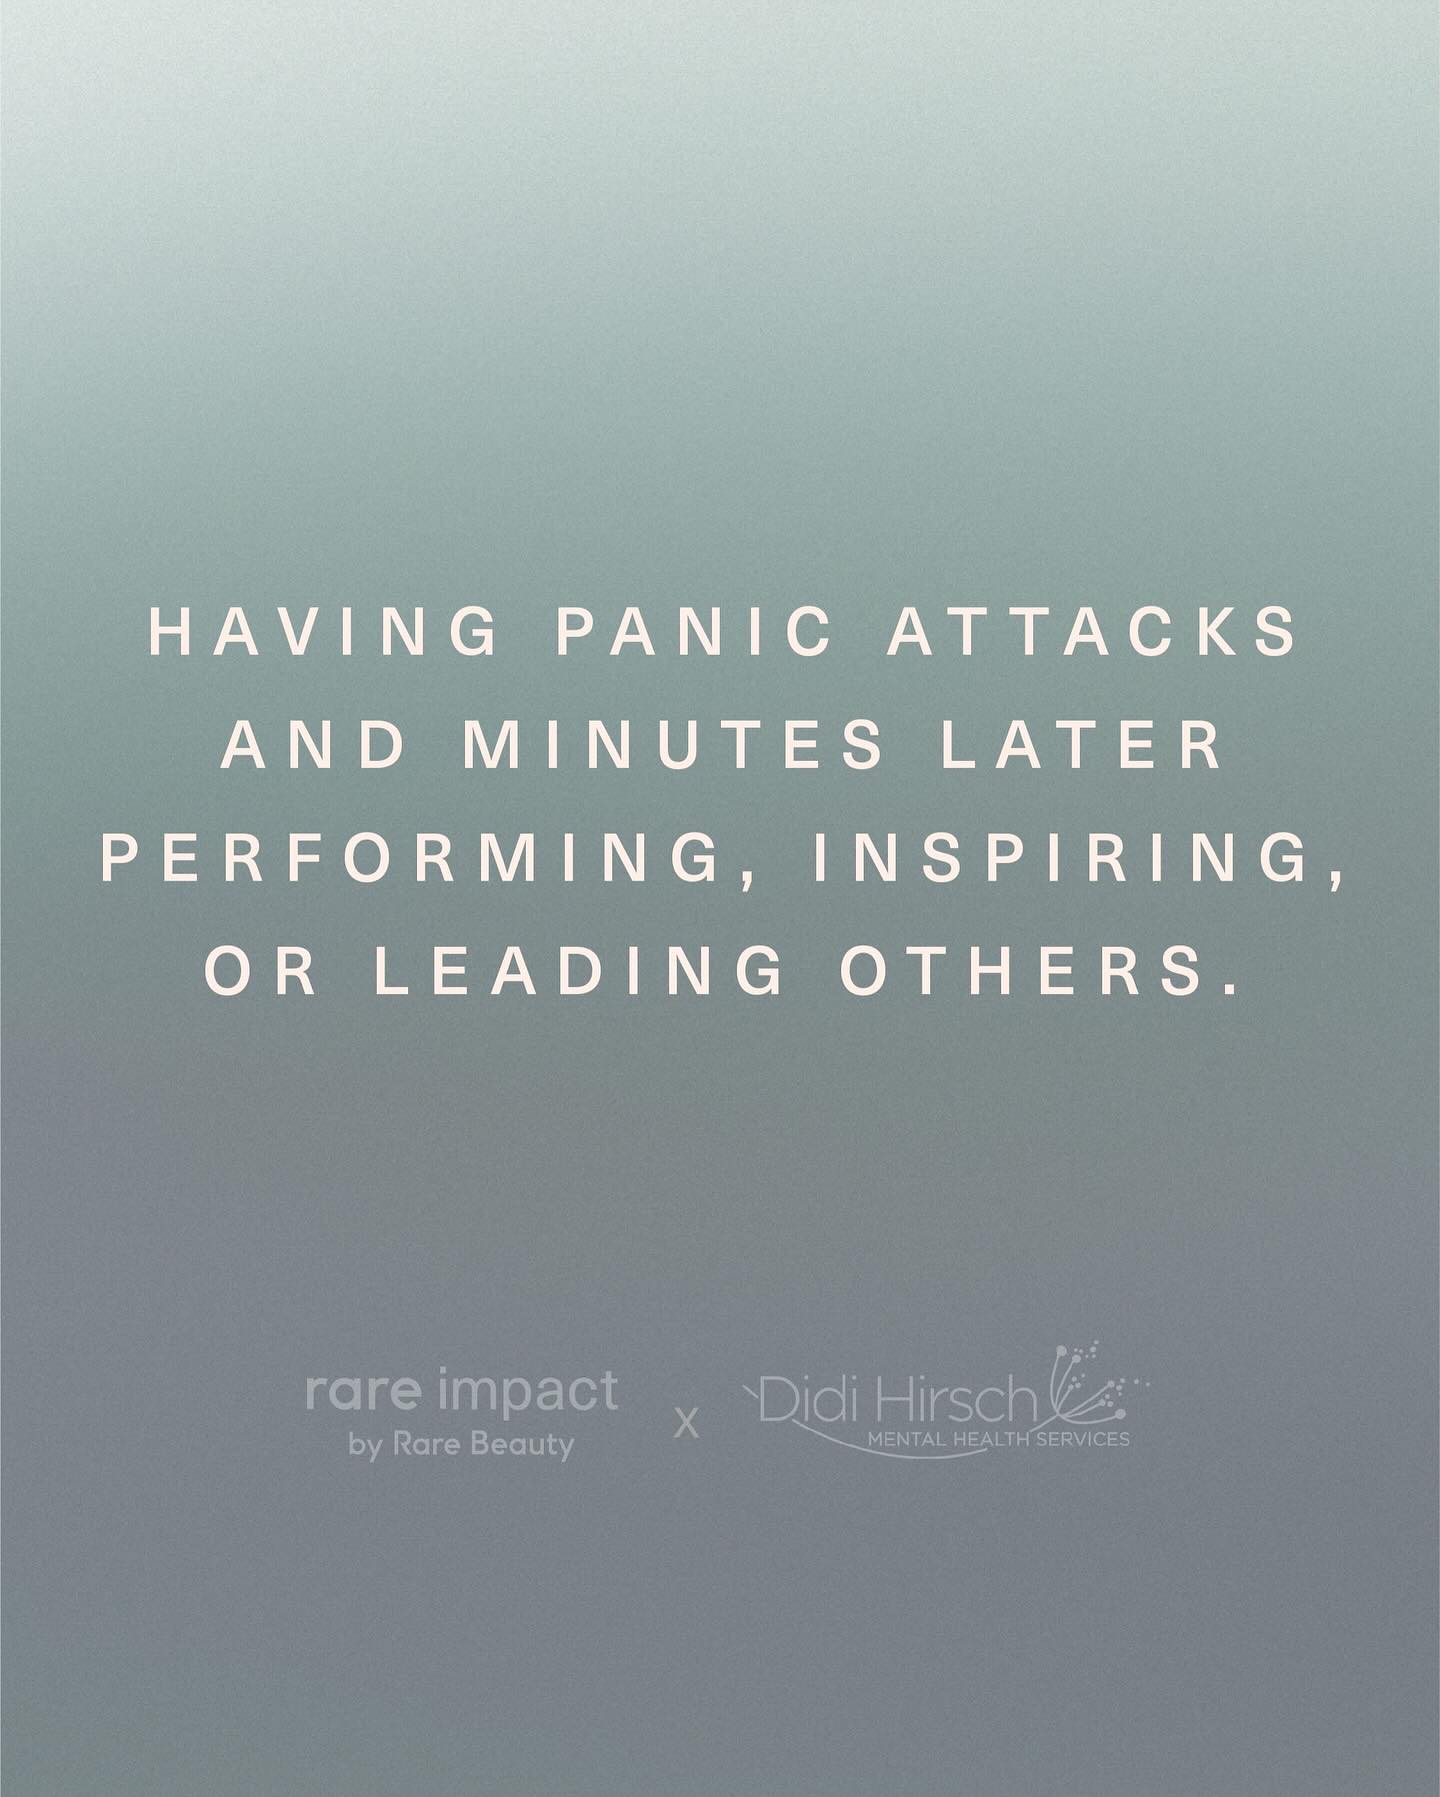 HAVING PANIC ATTACKS
AND MINUTES LATER
PERFORMING, INSPIRING,
OR LEADING OTHERS.
rare impact
by Rare Beauty
X
Didi Hirsch
MENTAL HEALTH SERVICES